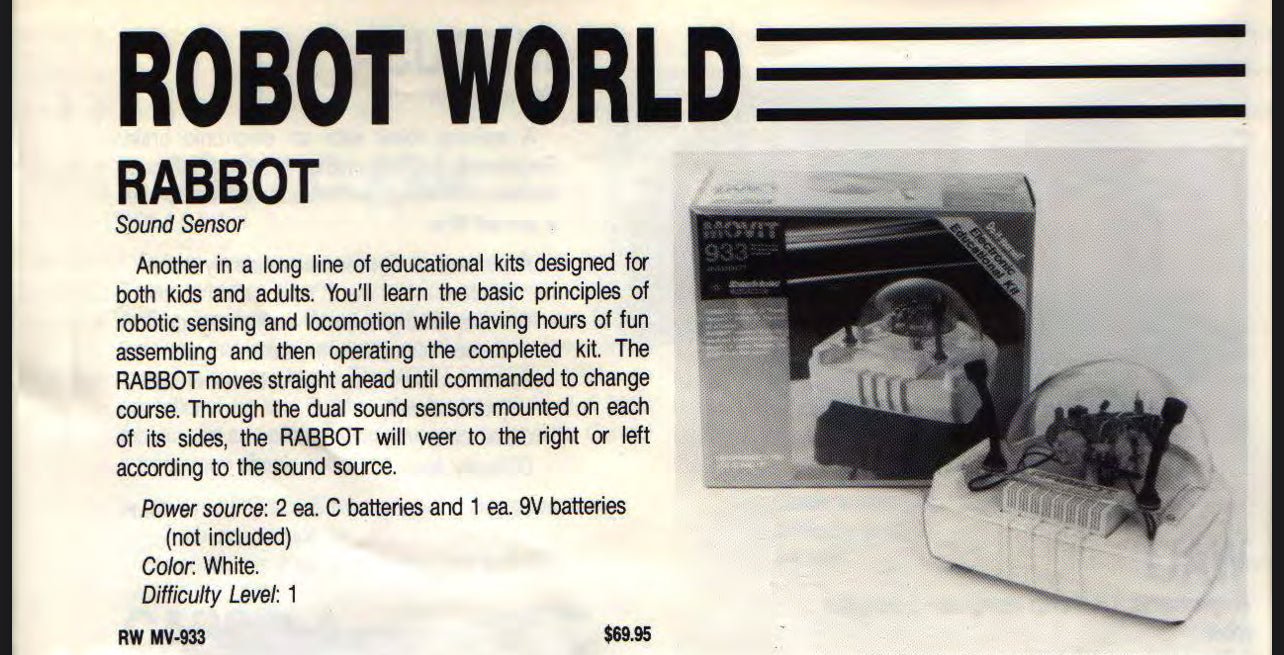 ROBOT WORLD
RABBOT
Sound Sensor
Another in a long line of educational kits designed for
both kids and adults. You'll learn the basic principles of
robotic sensing and locomotion while having hours of fun
assembling and then operating the completed kit. The
RABBOT moves straight ahead until commanded to change
course. Through the dual sound sensors mounted on each
of its sides, the RABBOT will veer to the right or left
according to the sound source.
Power source: 2 ea. C batteries and 1 ea. 9V batteries
(not included)
Color: White.
Difficulty Level: 1
RW MV-933
$69.95
MOVIT
933
Electronic
Educational Kit